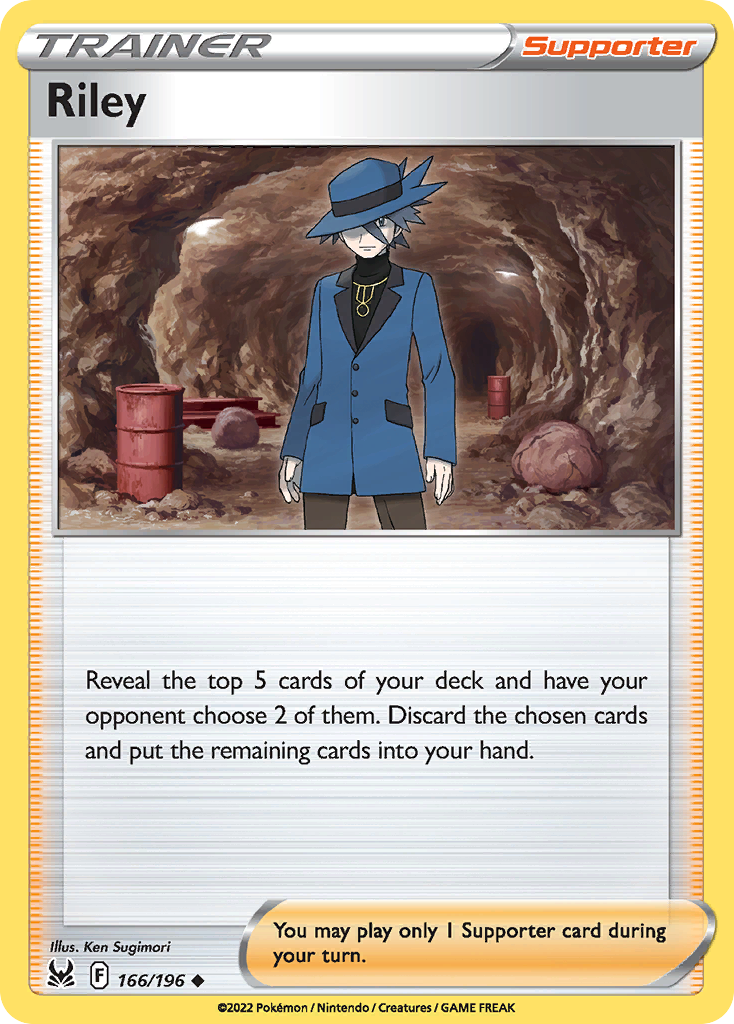 TRAINER Supporter
Riley
Reveal the top 5 cards of your deck and have your
opponent choose 2 of them. Discard the chosen cards
and put the remaining cards into your hand.
You may play only 1 Supporter card during
your turn.
Illus. Ken Sugimori
F 166/196
©2022 Pokémon / Nintendo / Creatures / GAME FREAK